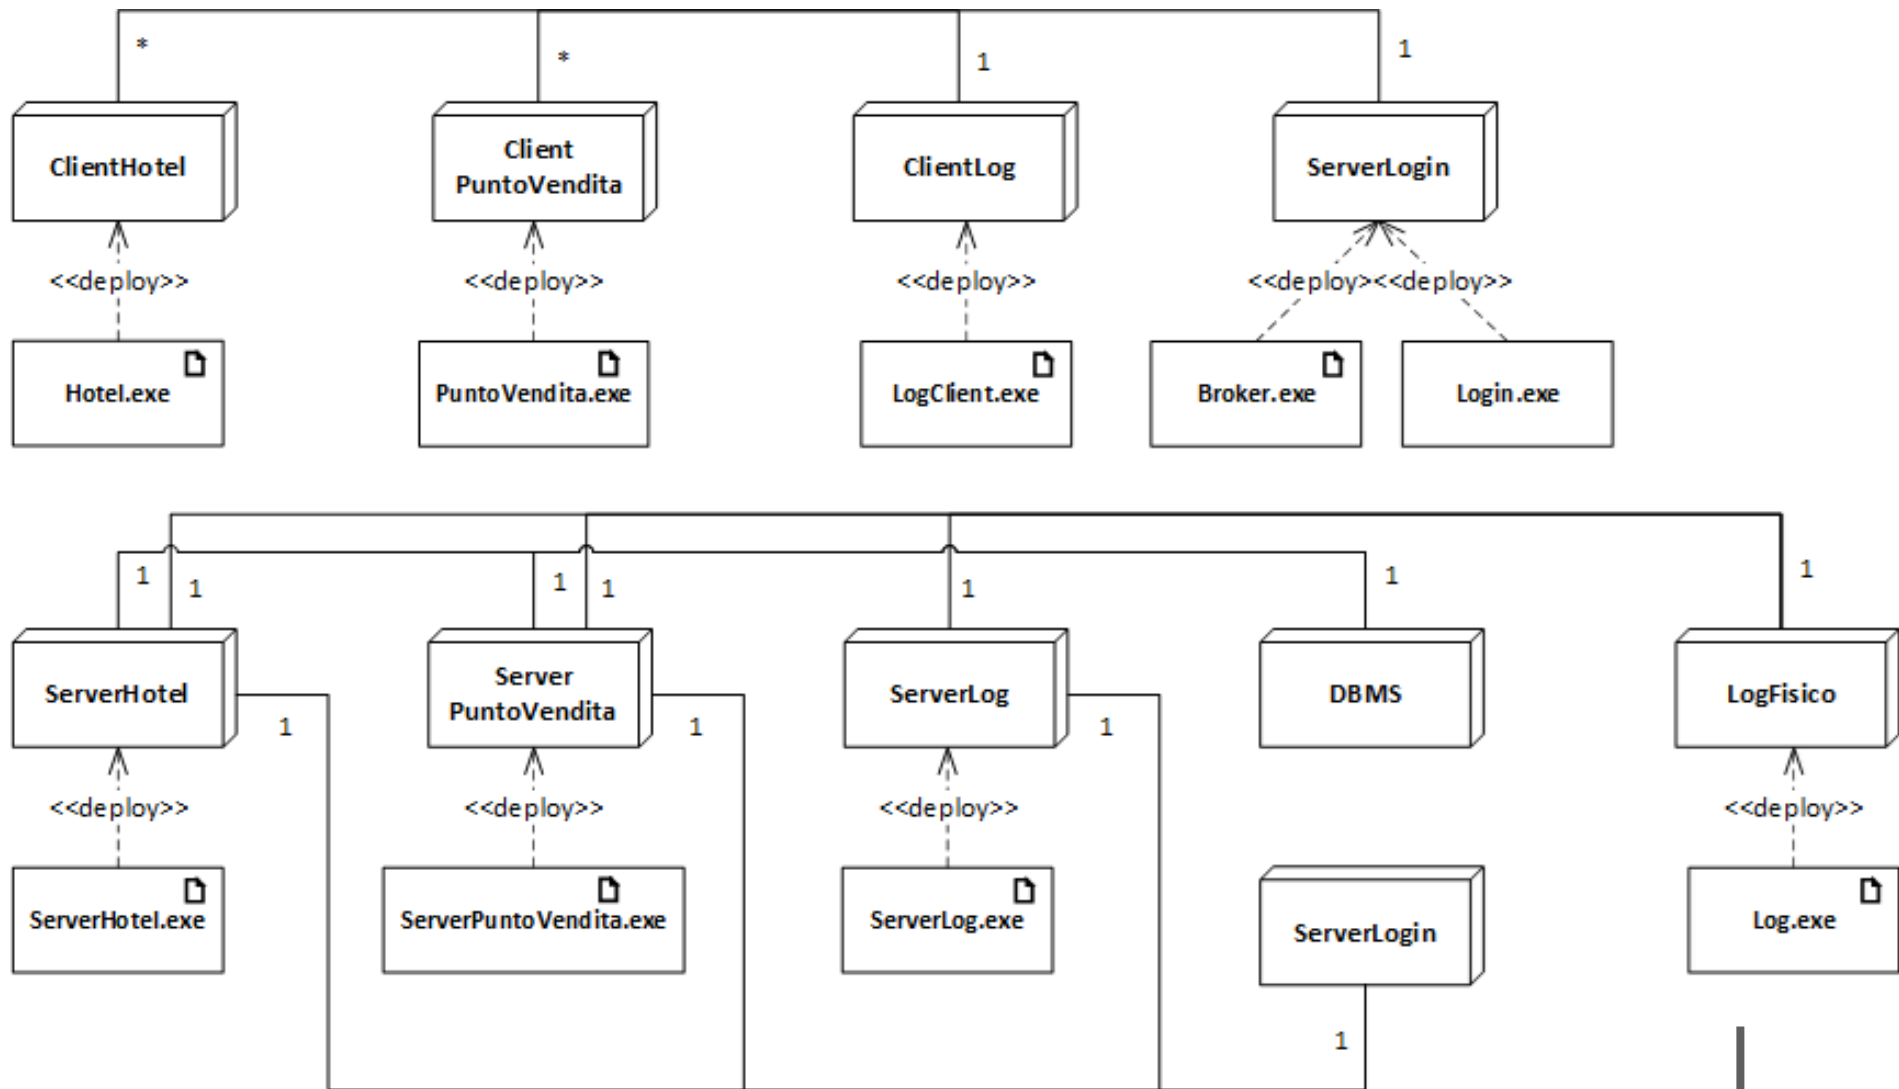 *
*
1
1
ClientHotel
Client
PuntoVendita
ClientLog
ServerLogin
<<deploy>>
<<deploy>>
<<deploy>>
<<deploy>
<<deploy>>
Hotel.exe
PuntoVendita.exe
LogClient.exe
Broker.exe
Login.exe
1
1
1
1
1
1
1
ServerHotel
Server
PuntoVendita
ServerLog
DBMS
LogFisico
1
1
1
<<deploy>>
<<deploy>>
<<deploy>>
<<deploy>>
ServerHotel.exe
ServerPuntoVendita.exe
ServerLog.exe
ServerLogin
Log.exe
1